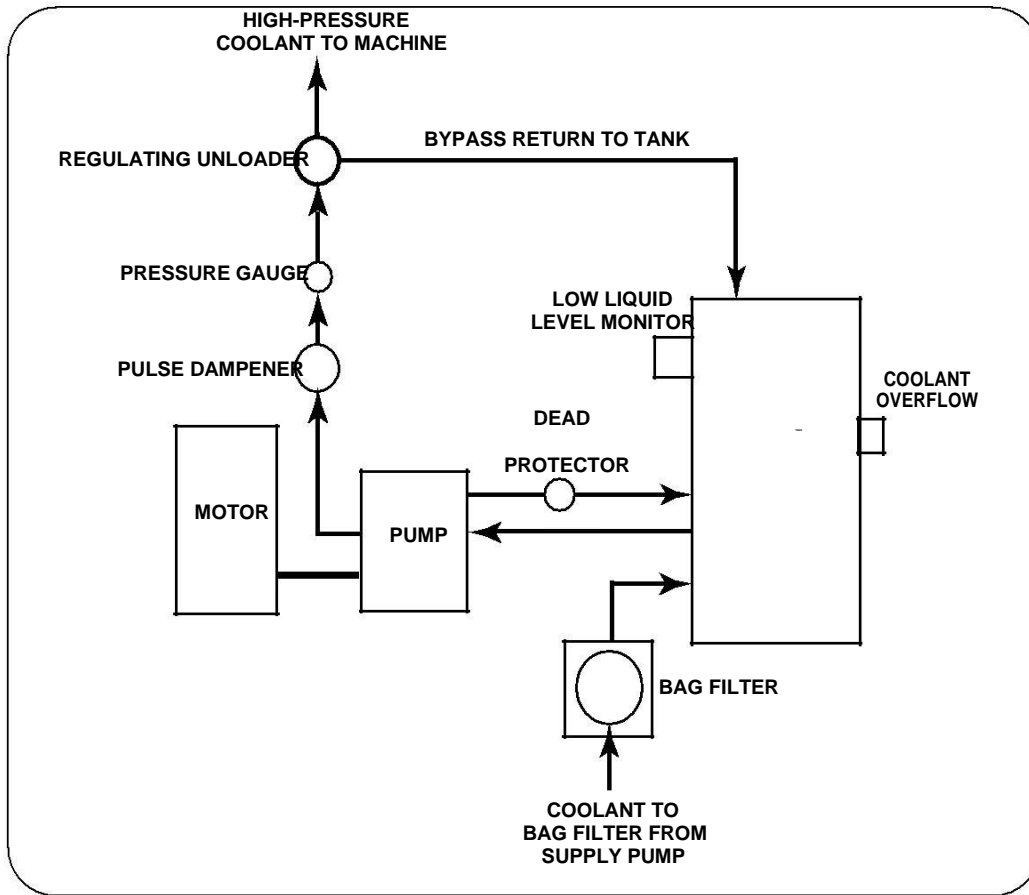 HIGH-PRESSURE
COOLANT TO MACHINE
BYPASS RETURN TO TANK
REGULATING UNLOADER
PRESSURE GAUGE
LOW LIQUID
LEVEL MONITOR
PULSE DAMPENER
COOLANT
OVERFLOW
DEAD
PROTECTOR
MOTOR
PUMP
BAG FILTER
COOLANT TO
BAG FILTER FROM
SUPPLY PUMP